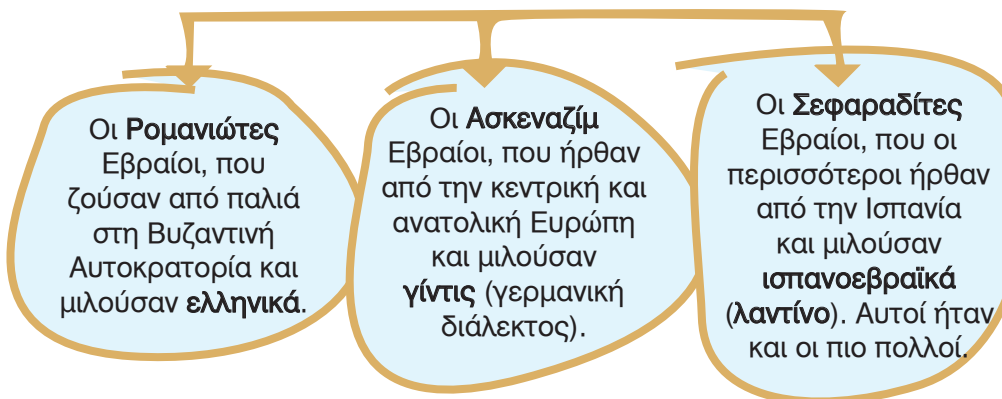 Οι Ρομανιώτες
Εβραίοι, που
ζούσαν από παλιά
στη Βυζαντινή
Αυτοκρατορία και
μιλούσαν ελληνικά.
Οι Ασκεναζίμ
Εβραίοι, που ήρθαν
από την κεντρική και
ανατολική Ευρώπη
και μιλούσαν
γίντις (γερμανική
διάλεκτος).
Οι Σεφαραδίτες
Εβραίοι, που οι
περισσότεροι ήρθαν
από την Ισπανία
και μιλούσαν
ισπανοεβραϊκά
(λαντίνο). Αυτοί ήταν
και οι πιο πολλοί.